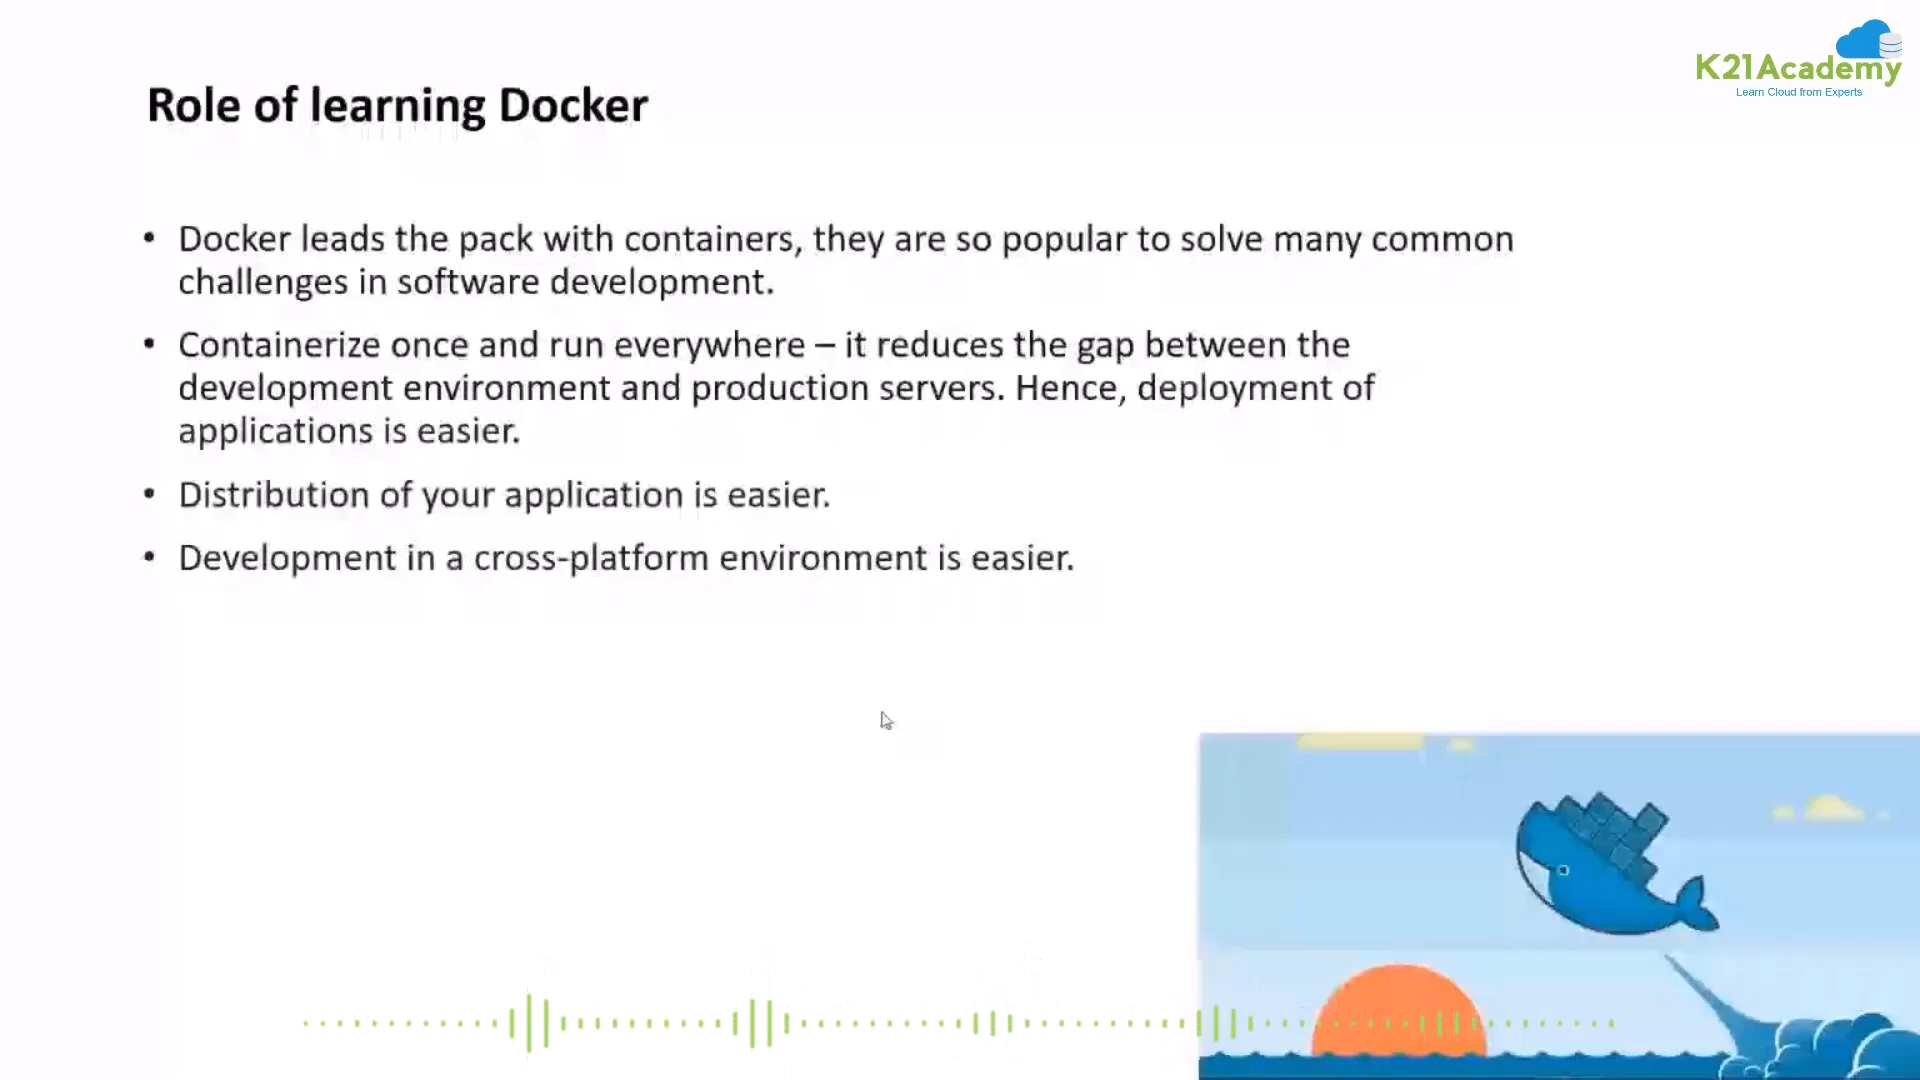 K21Academy
Learn Cloud from Experts
Role of learning Docker
• Docker leads the pack with containers, they are so popular to solve many common
challenges in software development.
• Containerize once and run everywhere – it reduces the gap between the
development environment and production servers. Hence, deployment of
applications is easier.
• Distribution of your application is easier.
• Development in a cross-platform environment is easier.